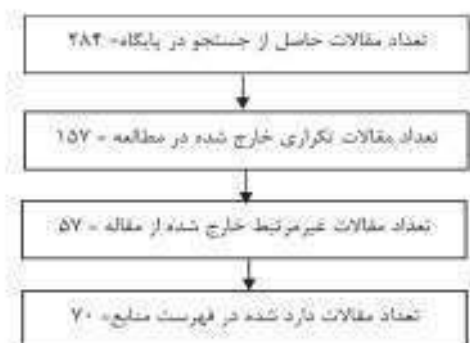 تعداد مقالات حاصل از جستجو در پایگاه- ۲۸۴
تعداد مقالات تکراری خارج شده در مطالعه - ۱۵۷
تعداد مقالات غیرمرتبط خارج شده از مقاله - ۵۷
تعداد مقالات دارد شده در فهرست منابع- ۷۰